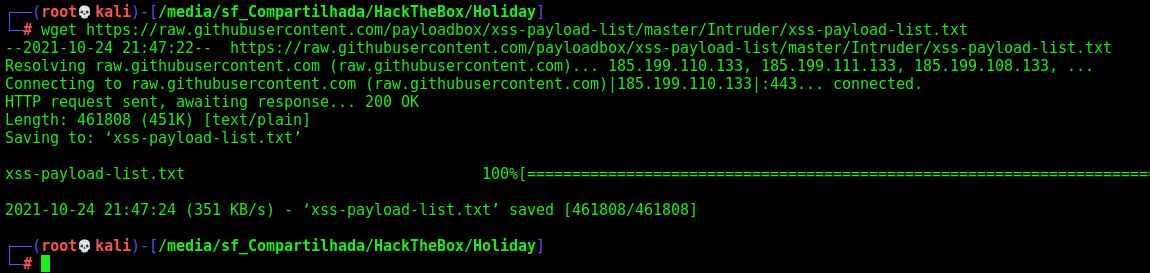 ┌──(root💀kali)-[/media/sf_Compartilhada/HackTheBox/Holiday]
└─# wget https://raw.githubusercontent.com/payloadbox/xss-payload-list/master/Intruder/xss-payload-list.txt
--2021-10-24 21:47:22--  https://raw.githubusercontent.com/payloadbox/xss-payload-list/master/Intruder/xss-payload-list.txt
Resolving raw.githubusercontent.com (raw.githubusercontent.com)... 185.199.110.133, 185.199.111.133, 185.199.108.133, ...
Connecting to raw.githubusercontent.com (raw.githubusercontent.com)|185.199.110.133|:443... connected.
HTTP request sent, awaiting response... 200 OK
Length: 461808 (451K) [text/plain]
Saving to: ‘xss-payload-list.txt’
xss-payload-list.txt                                 100%[=====================================================================
2021-10-24 21:47:24 (351 KB/s) - ‘xss-payload-list.txt’ saved [461808/461808]
┌──(root💀kali)-[/media/sf_Compartilhada/HackTheBox/Holiday]
└─#